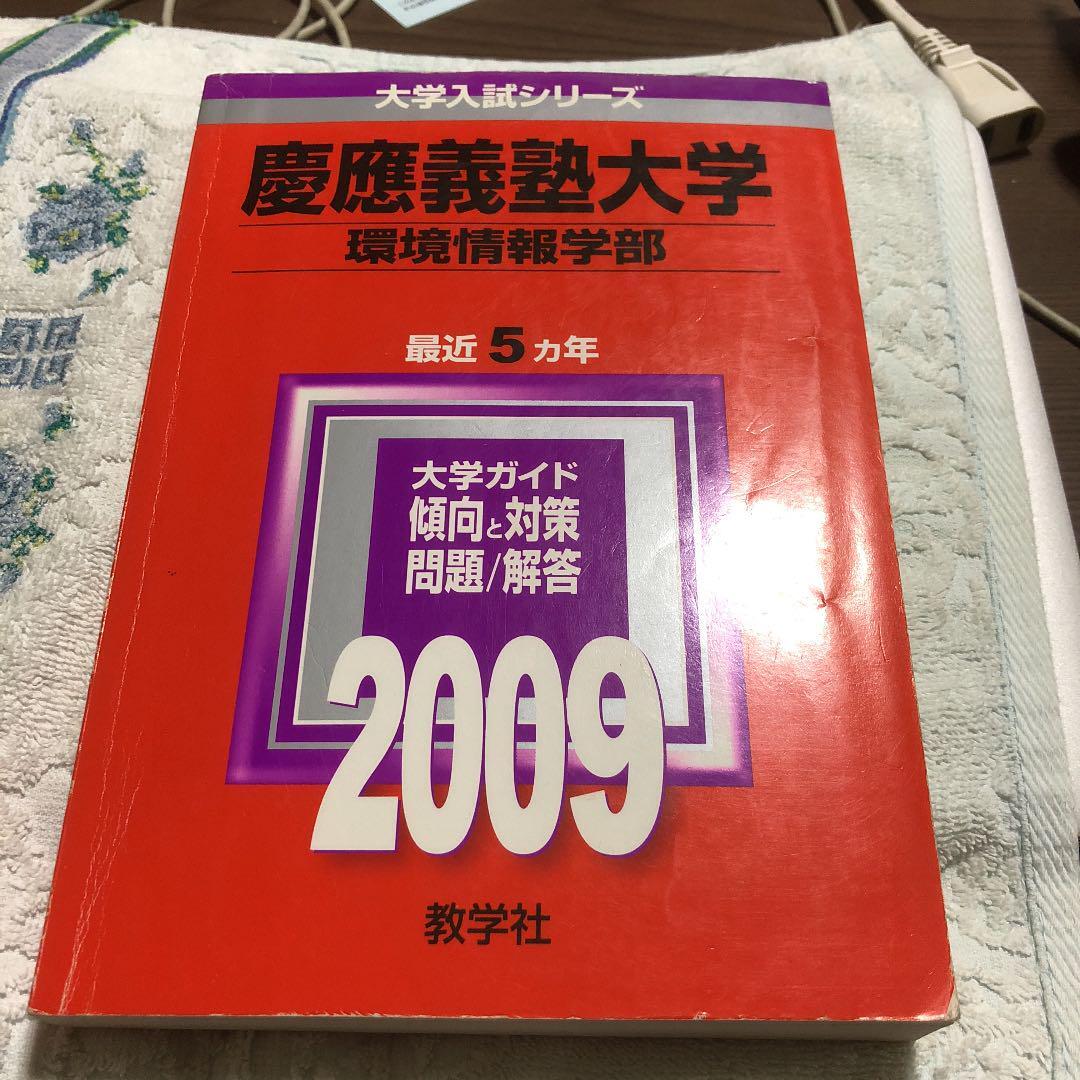 大学入試シリーズ
慶應義塾大学
環境情報学部
最近5ヵ年
大学ガイド
傾向と対策
問題/解答
2009
教学社